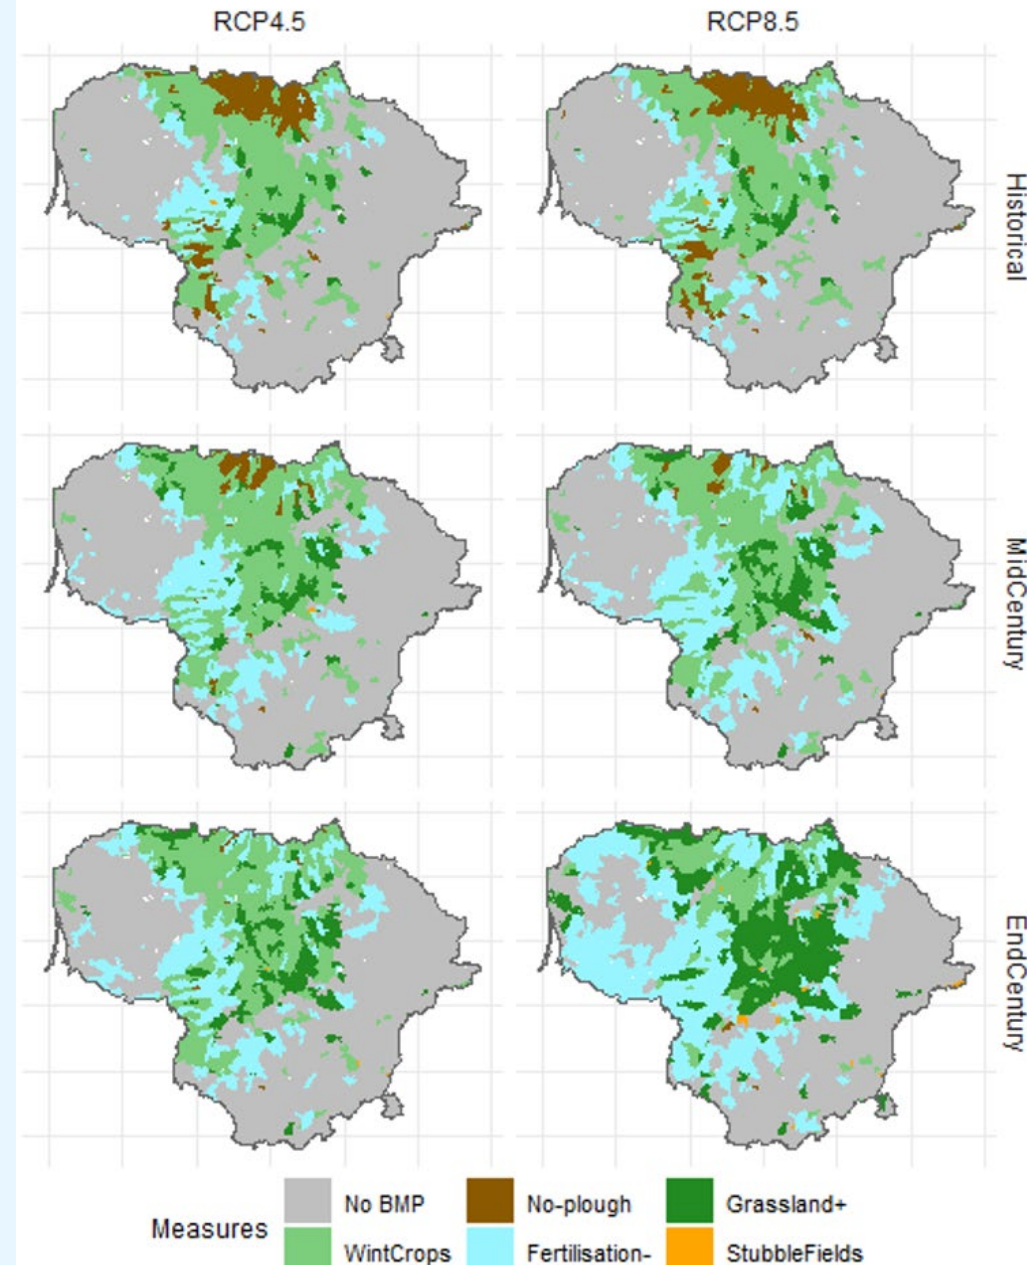 RCP4.5
RCP8.5
Historical
MidCentury
EndCentury
Measures
No BMP
No-plough
Grassland+
WintCrops
Fertilisation-
StubbleFields